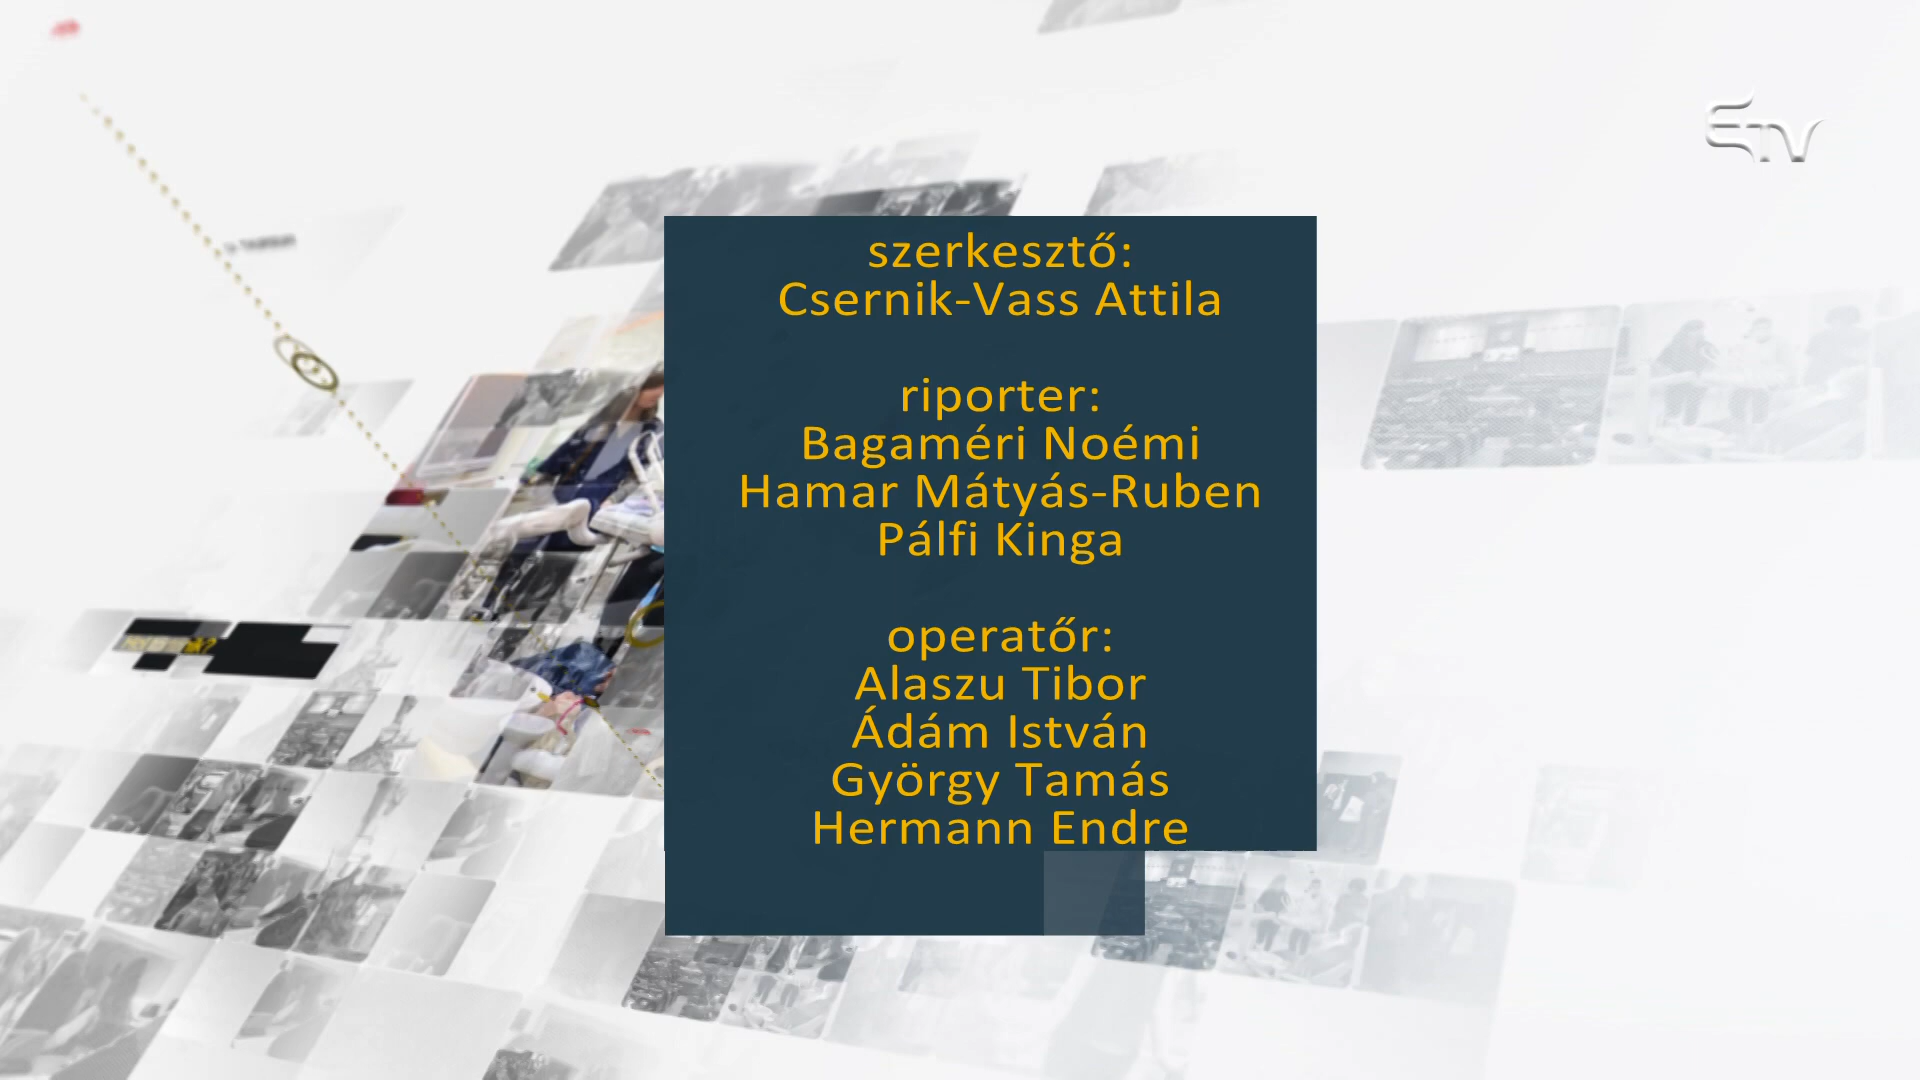 ETV
szerkesztő:
Csernik-Vass Attila
riporter:
Bagaméri Noémi
Hamar Mátyás-Ruben
Pálfi Kinga
operatőr:
Alaszu Tibor
Ádám István
György Tamás
Hermann Endre